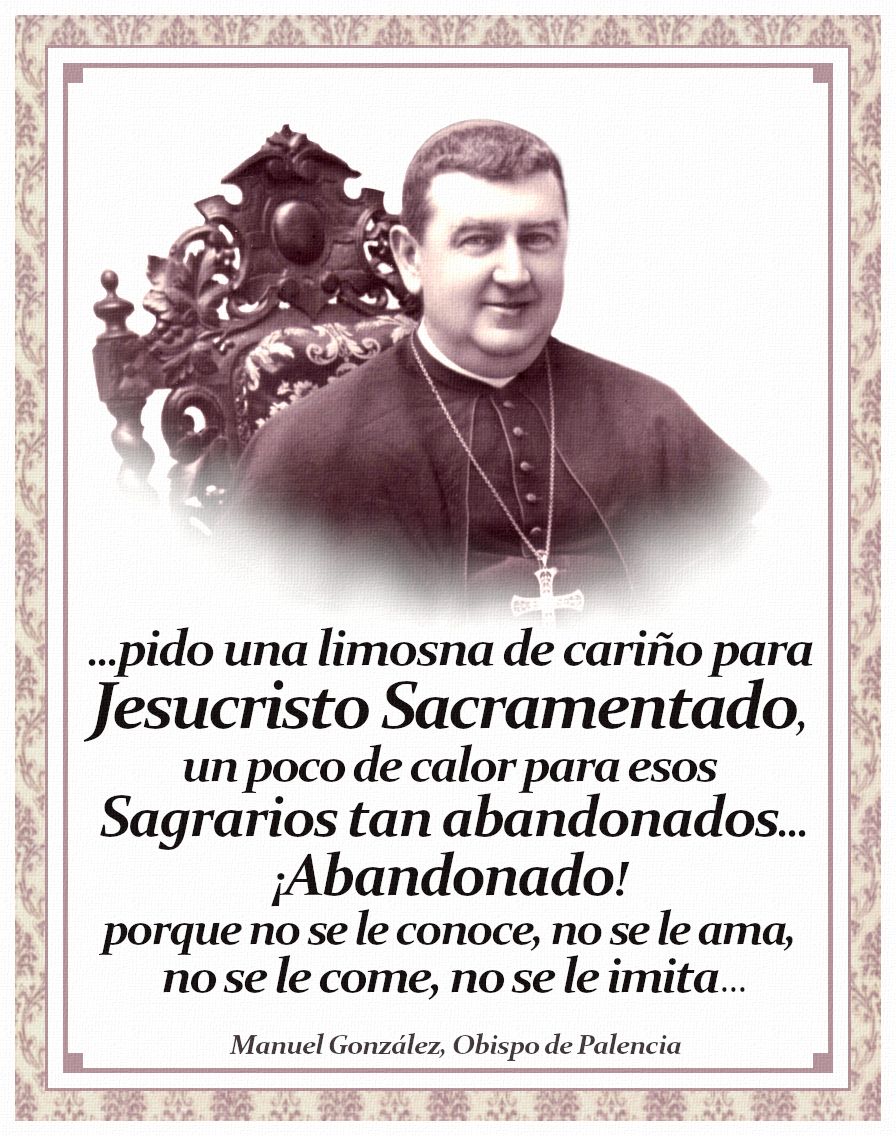 ...pido una limosna de cariño para
Jesucristo Sacramentado,
un poco de calor para esos
Sagrarios tan abandonados...
¡Abandonado!
porque no se le conoce, no se le ama,
no se le come, no se le imita...
Manuel González, Obispo de Palencia